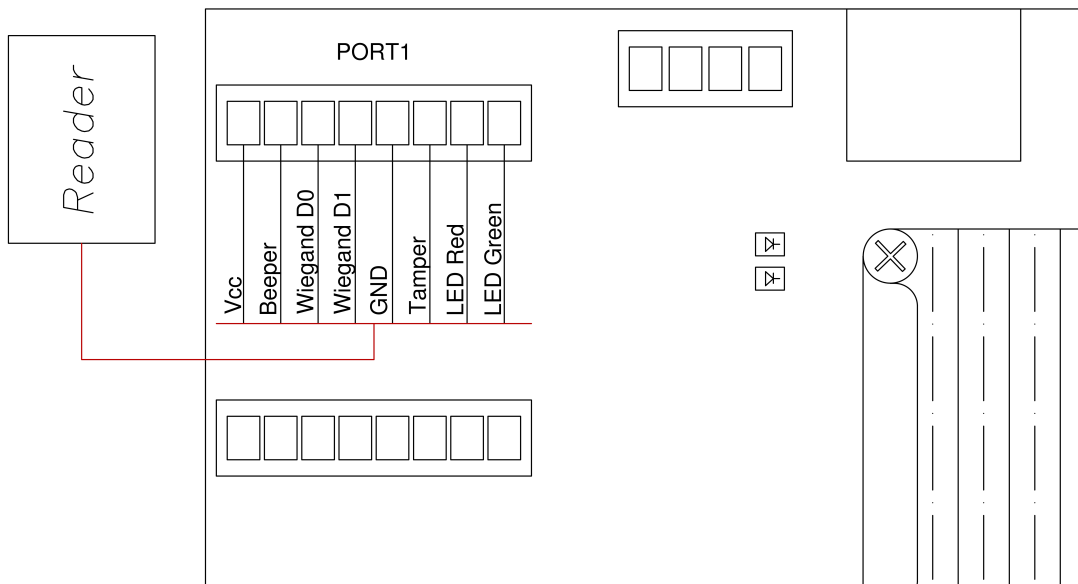 PORT1
Reader
Vcc
Beeper
Wiegand D0
Wiegand D1
GND
Tamper
LED Red
LED Green